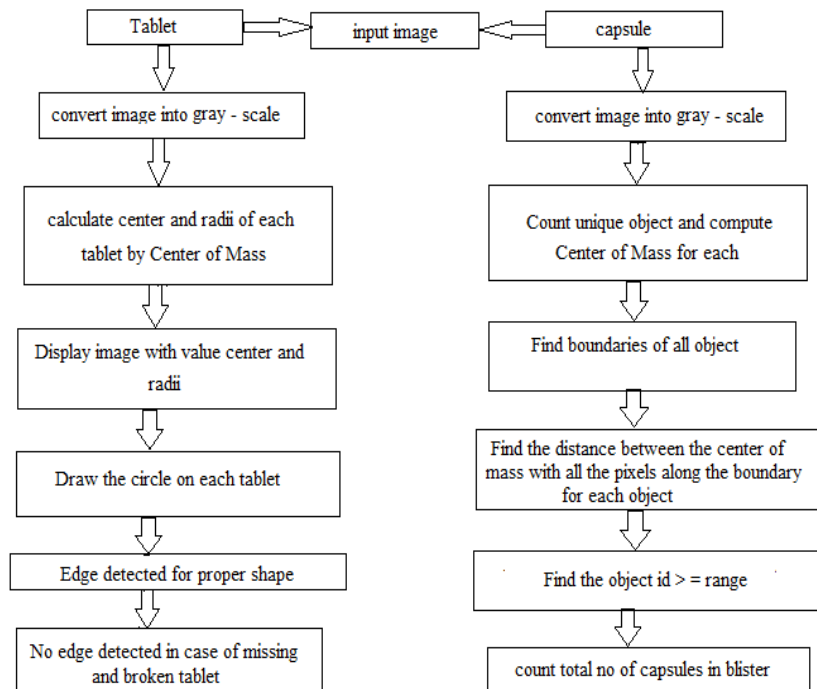 Tablet
input image
capsule
convert image into gray - scale
calculate center and radii of each
tablet by Center of Mass
Display image with value center and
radii
Draw the circle on each tablet
Edge detected for proper shape
No edge detected in case of missing
and broken tablet
convert image into gray - scale
Count unique object and compute
Center of Mass for each
Find boundaries of all object
Find the distance between the center of
mass with all the pixels along the boundary
for each object
Find the object id > = range
count total no of capsules in blister